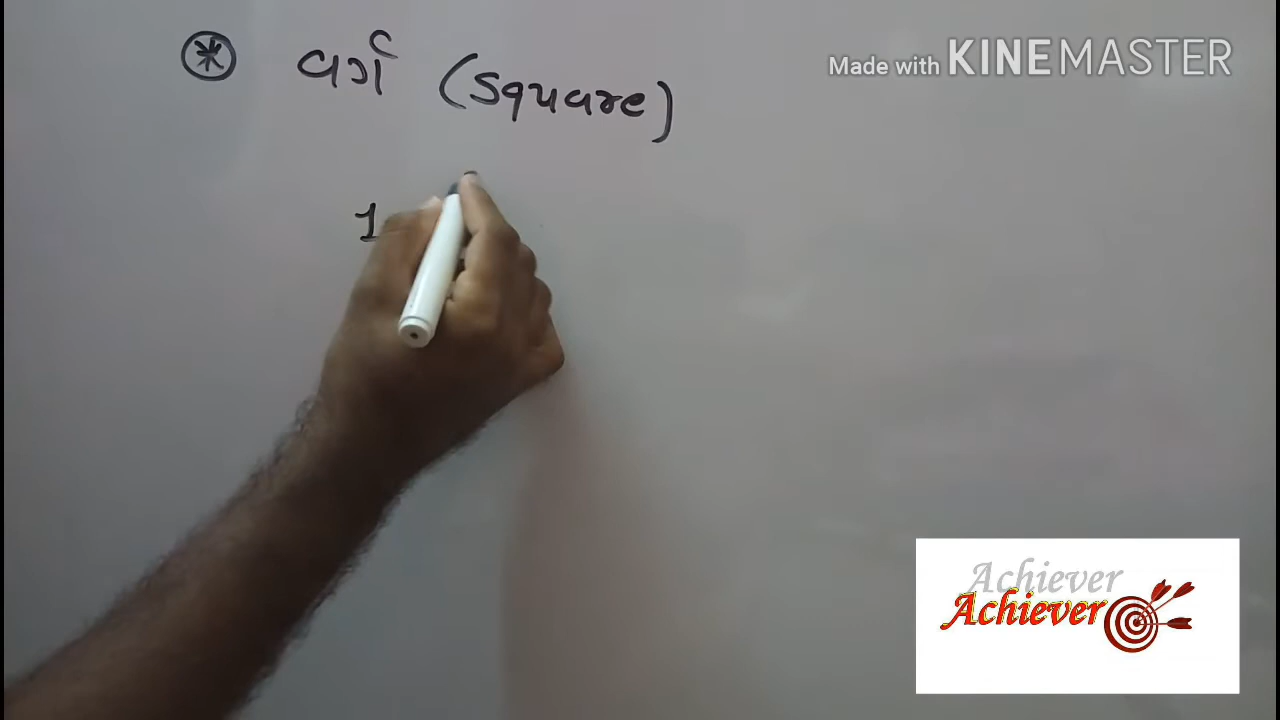 Made with KINEMASTER
* વર્ગ (square)
1
Achiever
Achiever